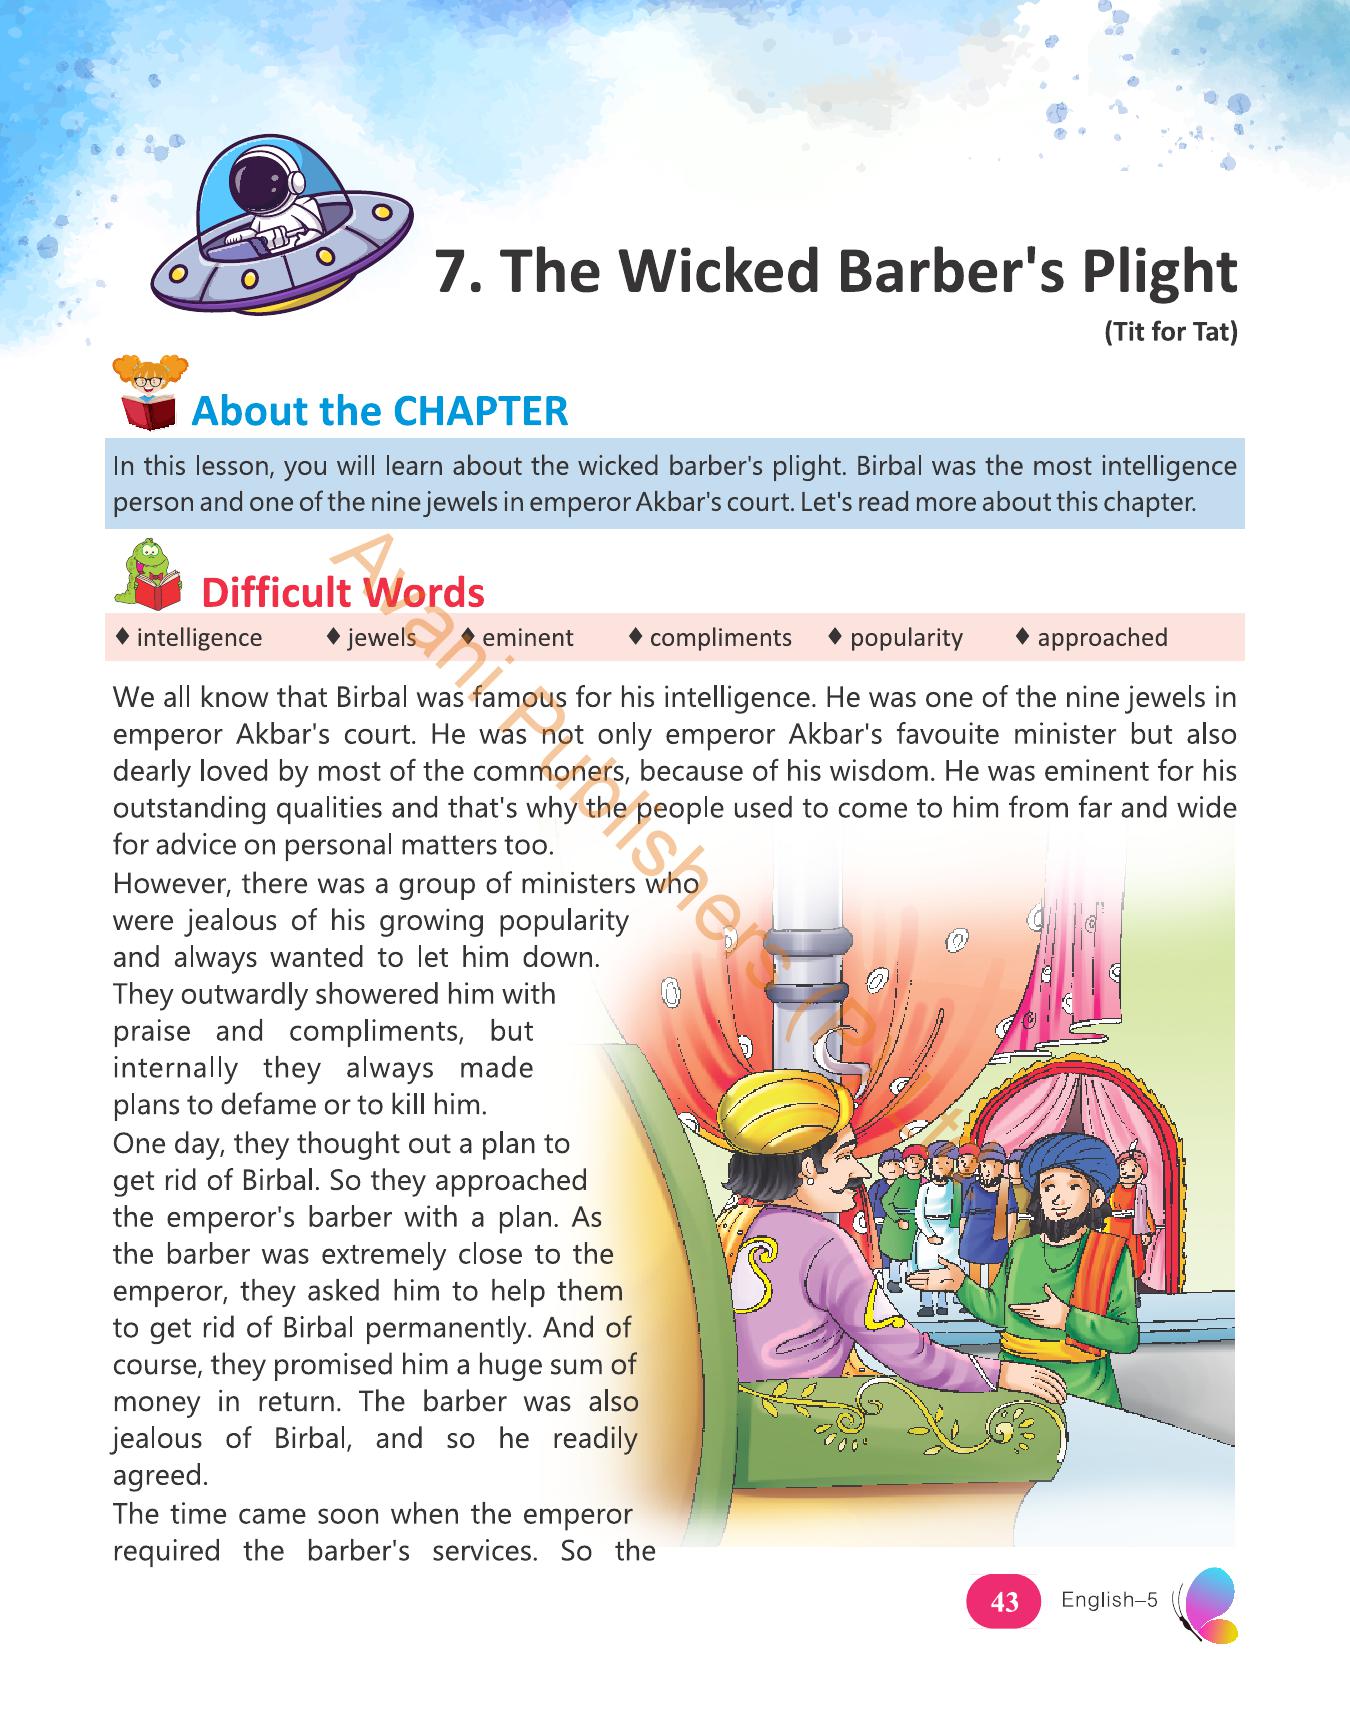 7. The Wicked Barber's Plight
(Tit for Tat)
About the CHAPTER
In this lesson, you will learn about the wicked barber's plight. Birbal was the most intelligence
person and one of the nine jewels in emperor Akbar's court. Let's read more about this chapter.
Difficult Words
♦ intelligence ♦ jewels ♦ eminent ♦ compliments ♦ popularity ♦ approached
We all know that Birbal was famous for his intelligence. He was one of the nine jewels in
emperor Akbar's court. He was not only emperor Akbar's favouite minister but also
dearly loved by most of the commoners, because of his wisdom. He was eminent for his
outstanding qualities and that's why the people used to come to him from far and wide
for advice on personal matters too.
However, there was a group of ministers who
were jealous of his growing popularity
and always wanted to let him down.
They outwardly showered him with
praise and compliments, but
internally they always made
plans to defame or to kill him.
One day, they thought out a plan to
get rid of Birbal. So they approached
the emperor's barber with a plan. As
the barber was extremely close to the
emperor, they asked him to help them
to get rid of Birbal permanently. And of
course, they promised him a huge sum of
money in return. The barber was also
jealous of Birbal, and so he readily
agreed.
The time came soon when the emperor
required the barber's services. So the
Avani Publishers
43 English–5